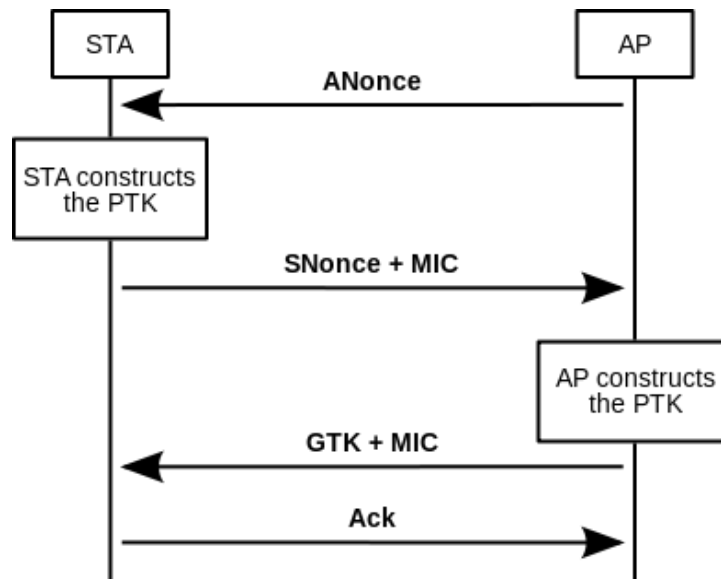 STA
AP
ANonce
STA constructs
the PTK
SNonce + MIC
AP constructs
the PTK
GTK + MIC
Ack